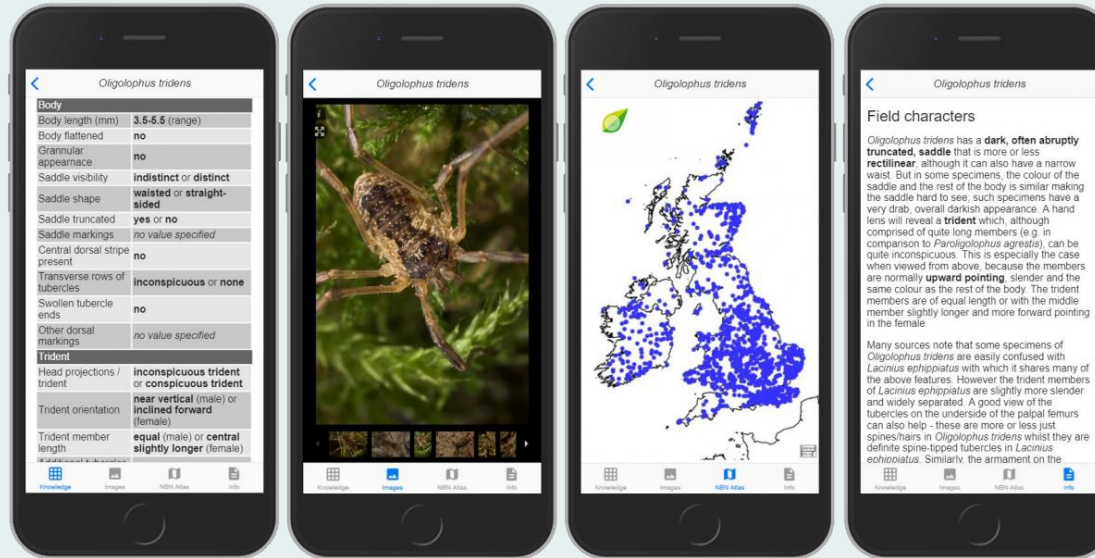 Oligolophus tridens
Body
Body length (mm) 3.5-5.5 (range)
Body flattened no
Grannular
appearnace no
Saddle visibility indistinct or distinct
Saddle shape waisted or straight-
sided
Saddle truncated yes or no
Saddle markings no value specified
Central dorsal stripe
present no
Transverse rows of
tubercles inconspicuous or none
Swollen tubercle
ends no
Other dorsal
markings no value specified
Trident
Head projections /
trident inconspicuous trident
or conspicuous trident
Trident orientation near vertical (male) or
inclined forward
(female)
Trident member
length equal (male) or central
slightly longer (female)
Additional tubercles
Knowledge Images NBN Atlas Info
Oligolophus tridens
i
Knowledge Images NBN Atlas Info
Oligolophus tridens
Knowledge Images NBN Atlas Info
Oligolophus tridens
Field characters
Oligolophus tridens has a dark, often abruptly
truncated, saddle that is more or less
rectilinear, although it can also have a narrow
waist. But in some specimens, the colour of the
saddle and the rest of the body is similar making
the saddle hard to see; such specimens have a
very drab, overall darkish appearance. A hand
lens will reveal a trident which, although
comprised of quite long members (e.g. in
comparison to Paroligolophus agrestis), can be
quite inconspicuous. This is especially the case
when viewed from above, because the members
are normally upward pointing, slender and the
same colour as the rest of the body. The trident
members are of equal length or with the middle
member slightly longer and more forward pointing
in the female.
Many sources note that some specimens of
Oligolophus tridens are easily confused with
Lacinius ephippiatus with which it shares many of
the above features. However the trident members
of Lacinius ephippiatus are slightly more slender
and widely separated. A good view of the
tubercles on the underside of the palpal femurs
can also help - these are more or less just
spines/hairs in Oligolophus tridens whilst they are
definite spine-tipped tubercles in Lacinius
ephippiatus. Similarly, the armament on the
Knowledge Images NBN Atlas Info